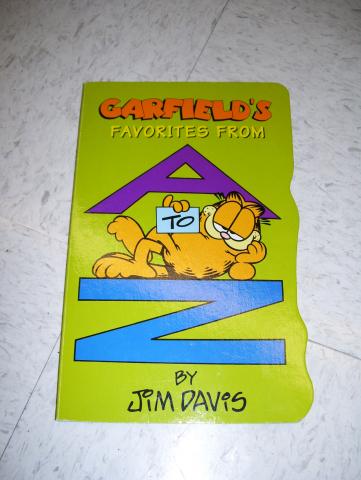 GARFIELD'S
FAVORITES FROM
A
TO
Z
BY
JIM DAVIS